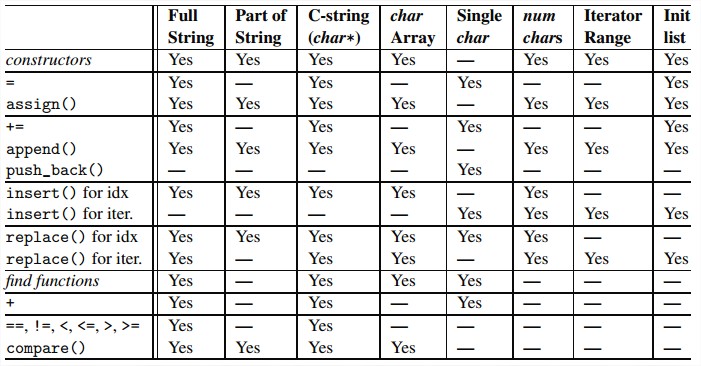 Full Part of C-string char Single num Iterator Init
String String (char*) Array char chars Range list
constructors Yes Yes Yes Yes — Yes Yes Yes
= Yes — Yes — Yes — — Yes
assign() Yes Yes Yes Yes — Yes Yes Yes
+= Yes — Yes — Yes — — Yes
append() Yes Yes Yes Yes — Yes Yes Yes
push_back() — — — — Yes — — —
insert() for idx Yes Yes Yes Yes — Yes — —
insert() for iter. — — — — Yes Yes Yes Yes
replace() for idx Yes Yes Yes Yes Yes Yes — —
replace() for iter. Yes — Yes Yes — Yes Yes Yes
find functions Yes — Yes Yes Yes — — —
+ Yes — Yes — Yes — — —
==, !=, <, <=, >, >= Yes — Yes — — — — —
compare() Yes Yes Yes Yes — — — —